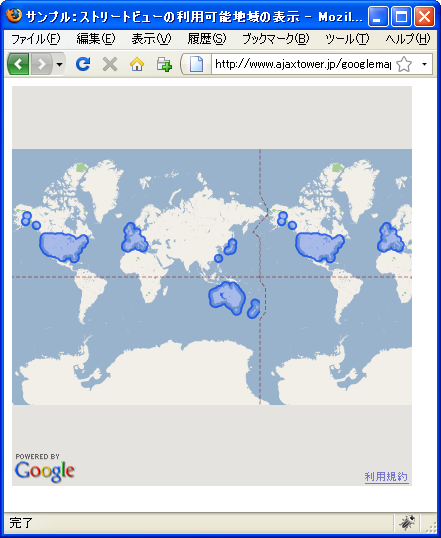 サンプル：ストリートビューの利用可能地域の表示 - Mozil...
ファイル(F) 編集(E) 表示(V) 履歴(S) ブックマーク(B) ツール(T) ヘルプ(H)
http://www.ajaxtower.jp/googlemap
POWERED BY
Google
利用規約
完了